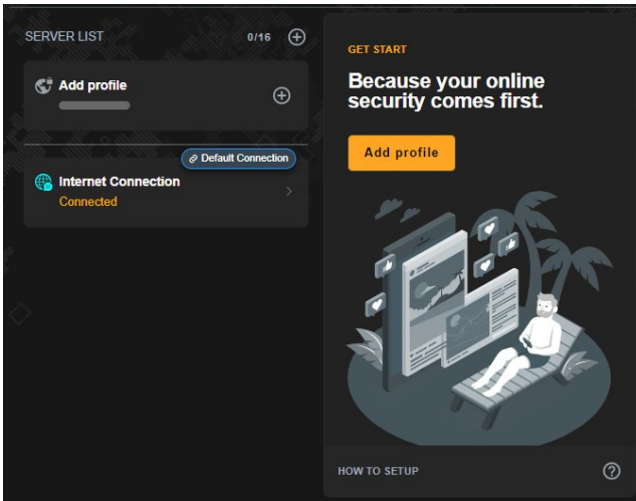 SERVER LIST
0/16
Add profile
Default Connection
Internet Connection
Connected
GET START
Because your online
security comes first.
Add profile
HOW TO SETUP